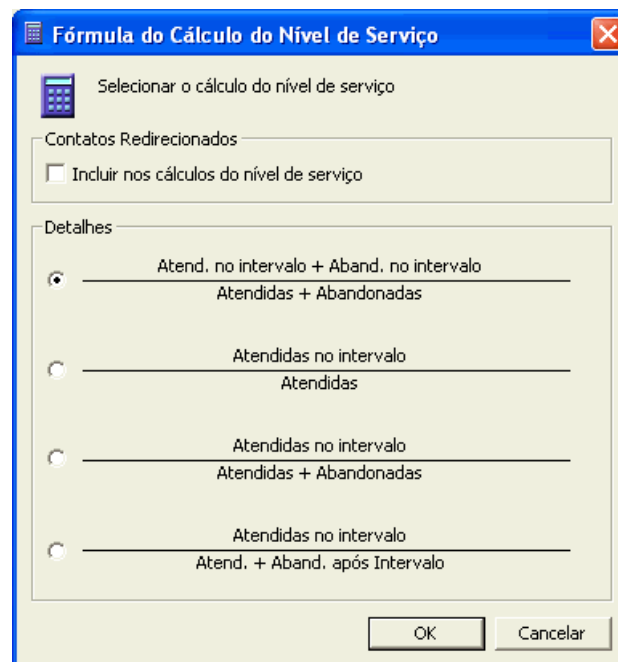 Fórmula do Cálculo do Nível de Serviço
Selecionar o cálculo do nível de serviço
Contatos Redirecionados
Incluir nos cálculos do nível de serviço
Detalhes
Atend. no intervalo + Aband. no intervalo
Atendidas + Abandonadas
Atendidas no intervalo
Atendidas
Atendidas no intervalo
Atendidas + Abandonadas
Atendidas no intervalo
Atend. + Aband. após Intervalo
OK
Cancelar